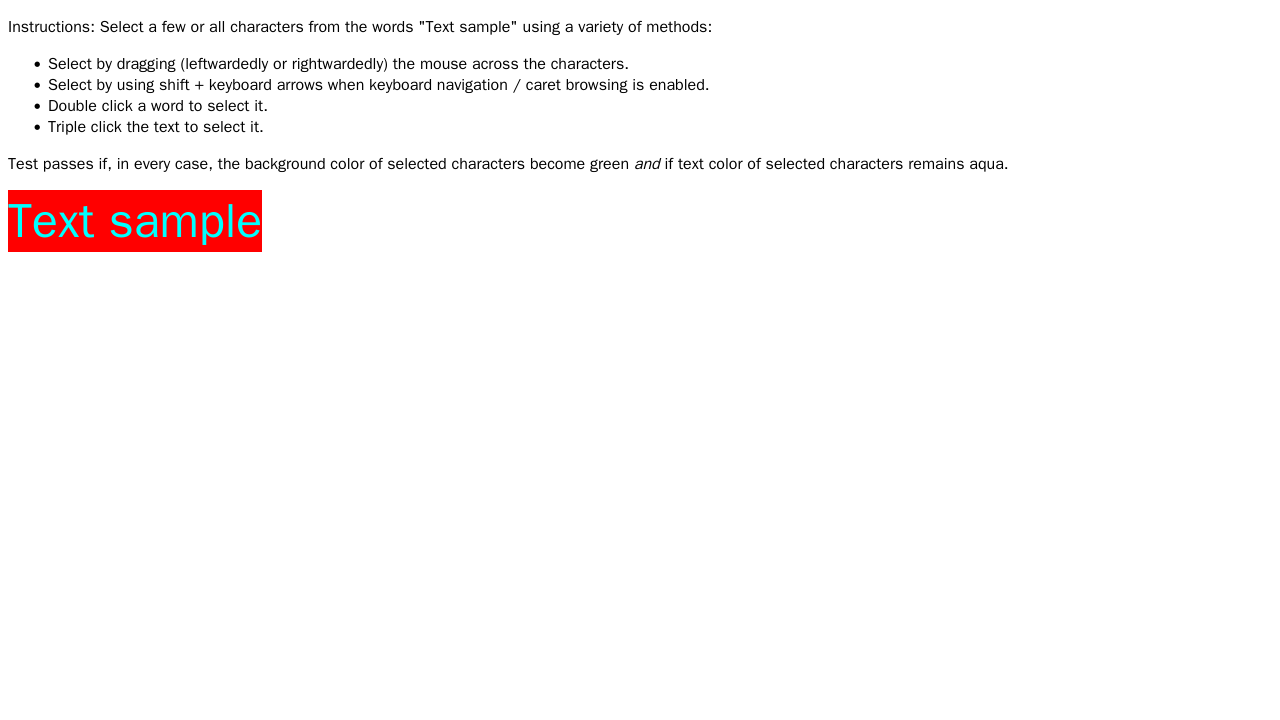 Instructions: Select a few or all characters from the words "Text sample" using a variety of methods:
• Select by dragging (leftwardedly or rightwardedly) the mouse across the characters.
• Select by using shift + keyboard arrows when keyboard navigation / caret browsing is enabled.
• Double click a word to select it.
• Triple click the text to select it.
Test passes if, in every case, the background color of selected characters become green and if text color of selected characters remains aqua.
Text sample